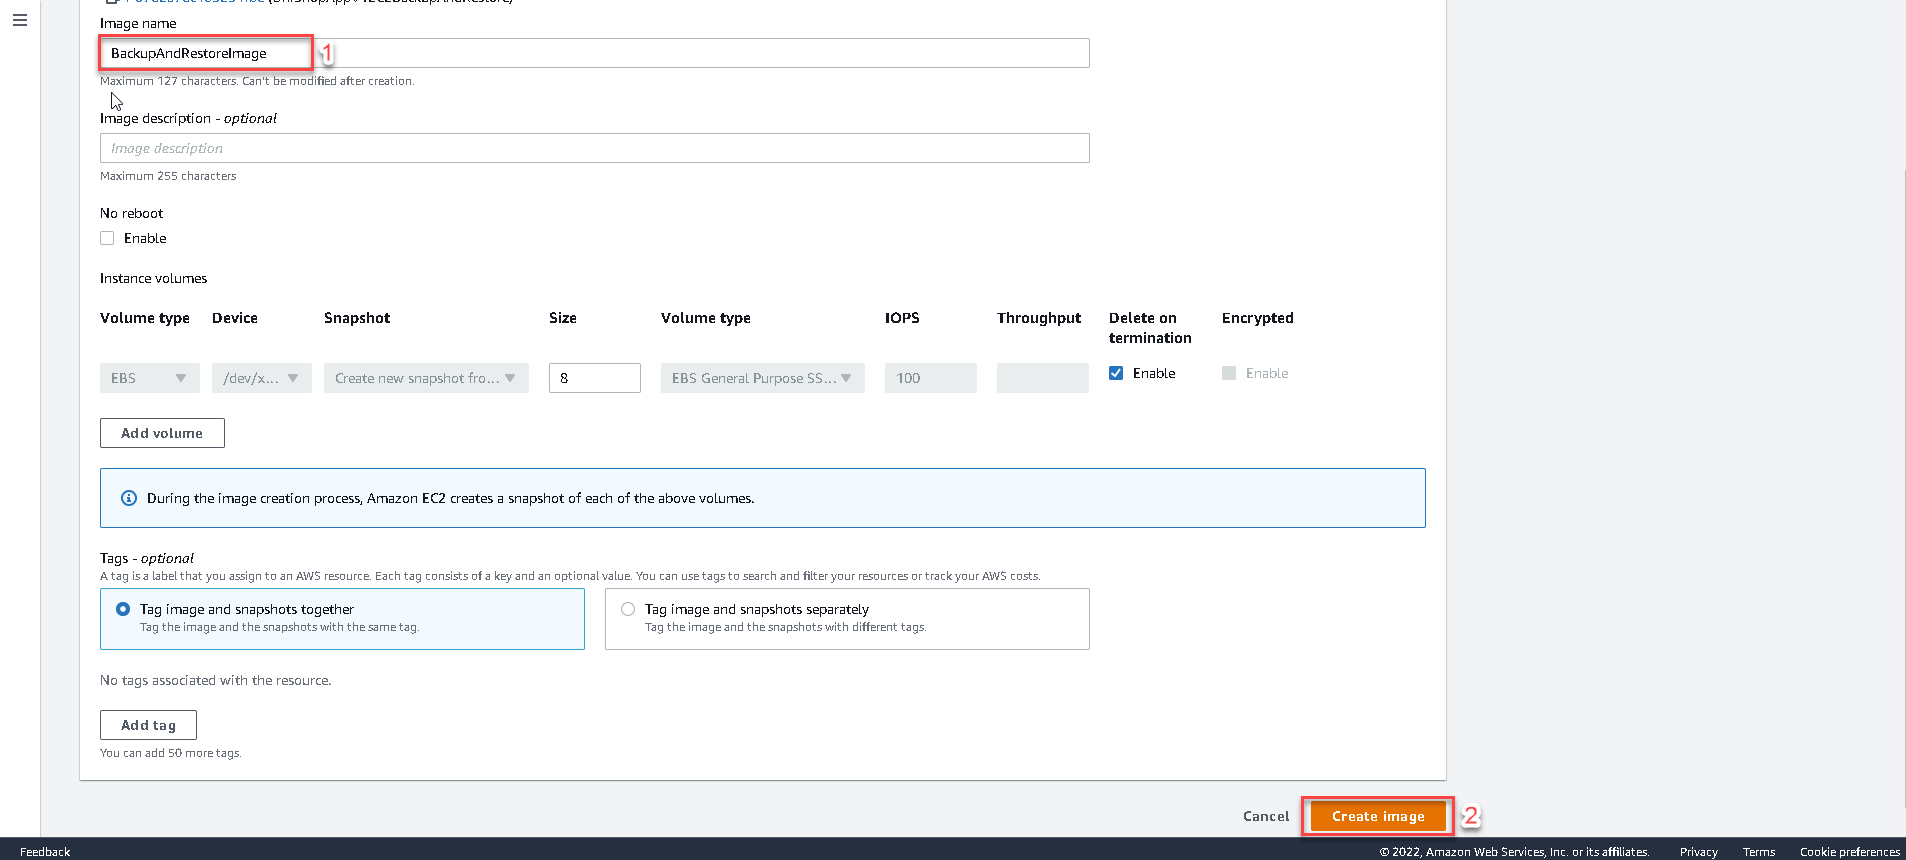 Image name
BackupAndRestoreImage 1
Maximum 127 characters. Can't be modified after creation.
Image description - optional
Image description
Maximum 255 characters
No reboot
Enable
Instance volumes
Volume type Device Snapshot Size Volume type IOPS Throughput Delete on termination Encrypted
EBS /dev/x... Create new snapshot fro... 8 EBS General Purpose SS... 100 Enable Enable
Add volume
During the image creation process, Amazon EC2 creates a snapshot of each of the above volumes.
Tags - optional
A tag is a label that you assign to an AWS resource. Each tag consists of a key and an optional value. You can use tags to search and filter your resources or track your AWS costs.
Tag image and snapshots together
Tag the image and the snapshots with the same tag.
Tag image and snapshots separately
Tag the image and the snapshots with different tags.
No tags associated with the resource.
Add tag
You can add 50 more tags.
Cancel Create image 2
Feedback © 2022, Amazon Web Services, Inc. or its affiliates. Privacy Terms Cookie preferences